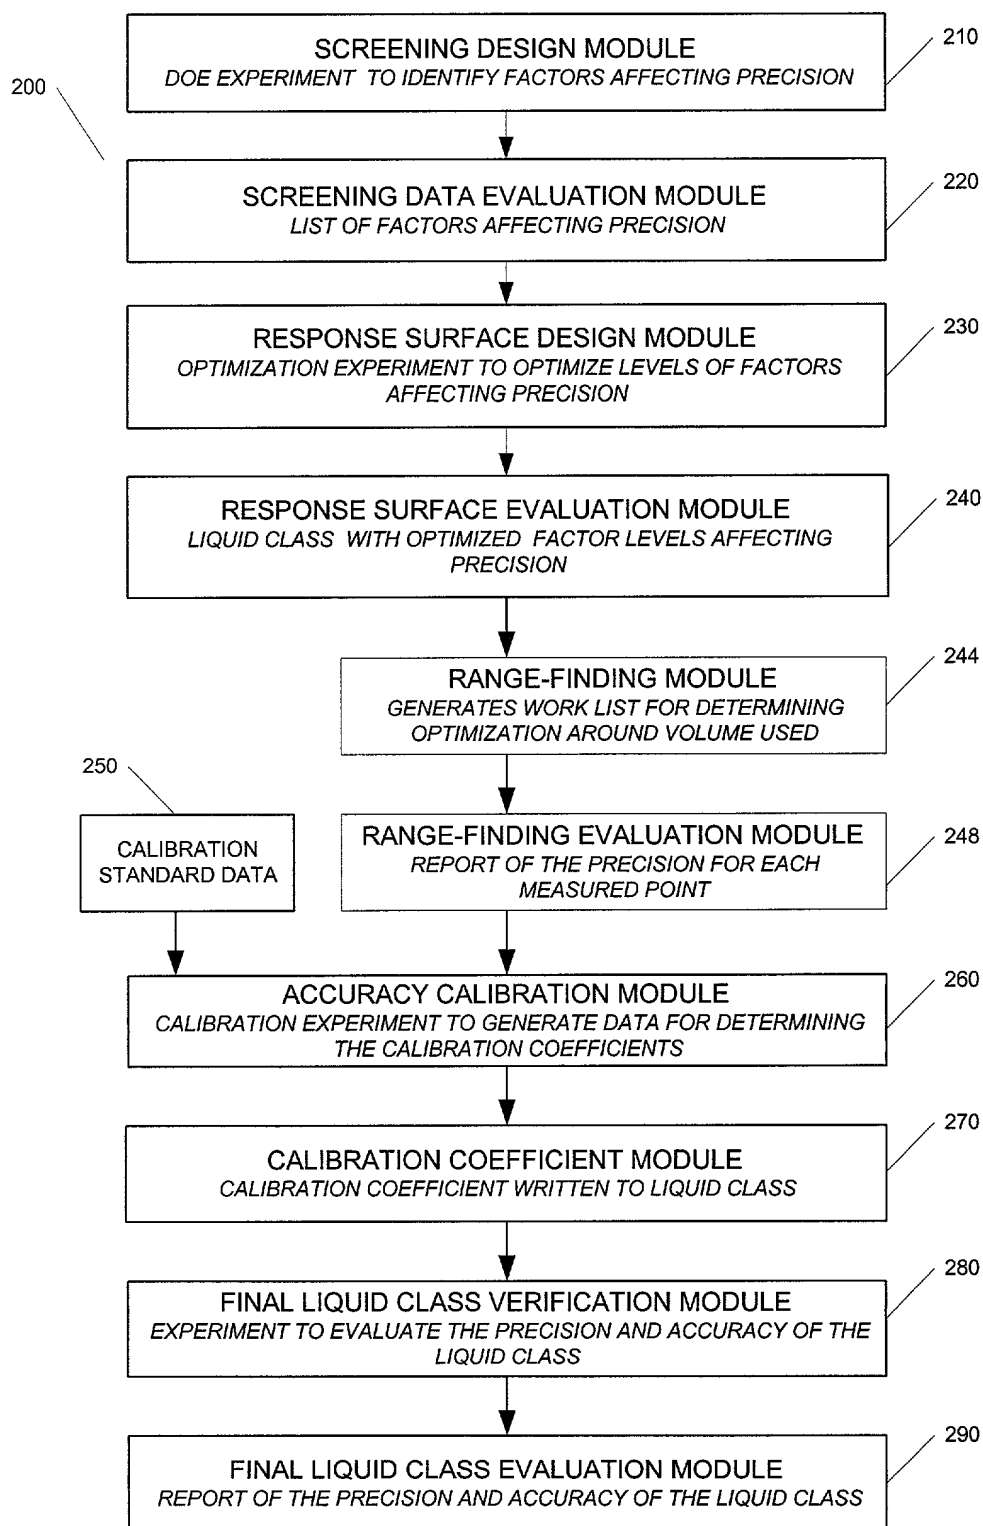 SCREENING DESIGN MODULE
DOE EXPERIMENT TO IDENTIFY FACTORS AFFECTING PRECISION
210
200
SCREENING DATA EVALUATION MODULE
LIST OF FACTORS AFFECTING PRECISION
220
RESPONSE SURFACE DESIGN MODULE
OPTIMIZATION EXPERIMENT TO OPTIMIZE LEVELS OF FACTORS
AFFECTING PRECISION
230
RESPONSE SURFACE EVALUATION MODULE
LIQUID CLASS WITH OPTIMIZED FACTOR LEVELS AFFECTING
PRECISION
240
RANGE-FINDING MODULE
GENERATES WORK LIST FOR DETERMINING
OPTIMIZATION AROUND VOLUME USED
244
250
CALIBRATION
STANDARD DATA
RANGE-FINDING EVALUATION MODULE
REPORT OF THE PRECISION FOR EACH
MEASURED POINT
248
ACCURACY CALIBRATION MODULE
CALIBRATION EXPERIMENT TO GENERATE DATA FOR DETERMINING
THE CALIBRATION COEFFICIENTS
260
CALIBRATION COEFFICIENT MODULE
CALIBRATION COEFFICIENT WRITTEN TO LIQUID CLASS
270
FINAL LIQUID CLASS VERIFICATION MODULE
EXPERIMENT TO EVALUATE THE PRECISION AND ACCURACY OF THE
LIQUID CLASS
280
FINAL LIQUID CLASS EVALUATION MODULE
REPORT OF THE PRECISION AND ACCURACY OF THE LIQUID CLASS
290